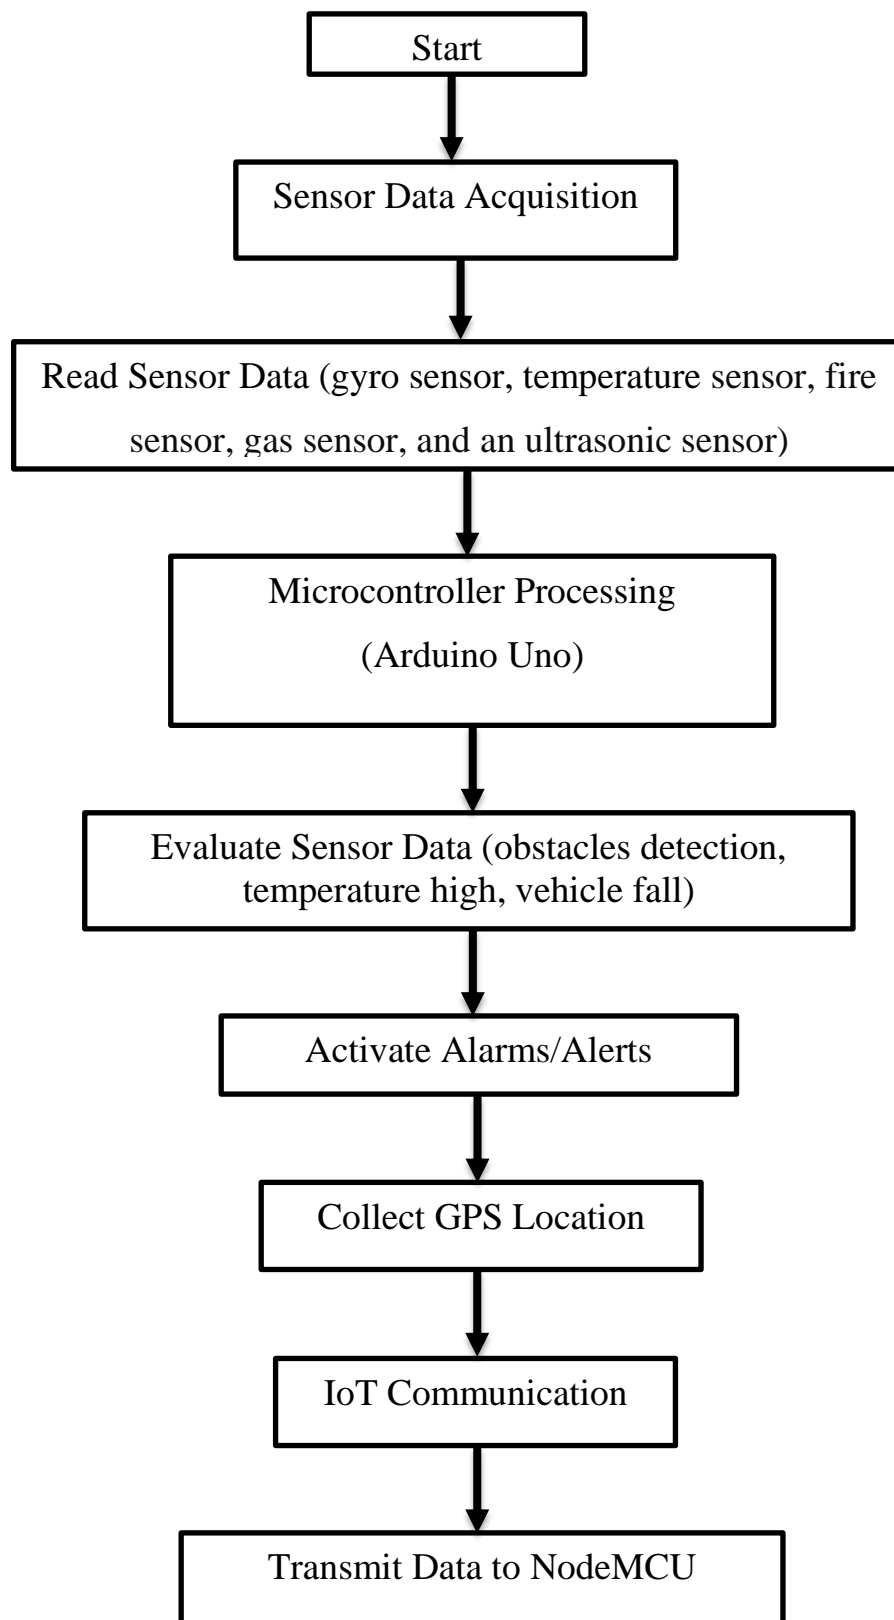 Start
Sensor Data Acquisition
Read Sensor Data (gyro sensor, temperature sensor, fire
sensor, gas sensor, and an ultrasonic sensor)
Microcontroller Processing
(Arduino Uno)
Evaluate Sensor Data (obstacles detection,
temperature high, vehicle fall)
Activate Alarms/Alerts
Collect GPS Location
IoT Communication
Transmit Data to NodeMCU